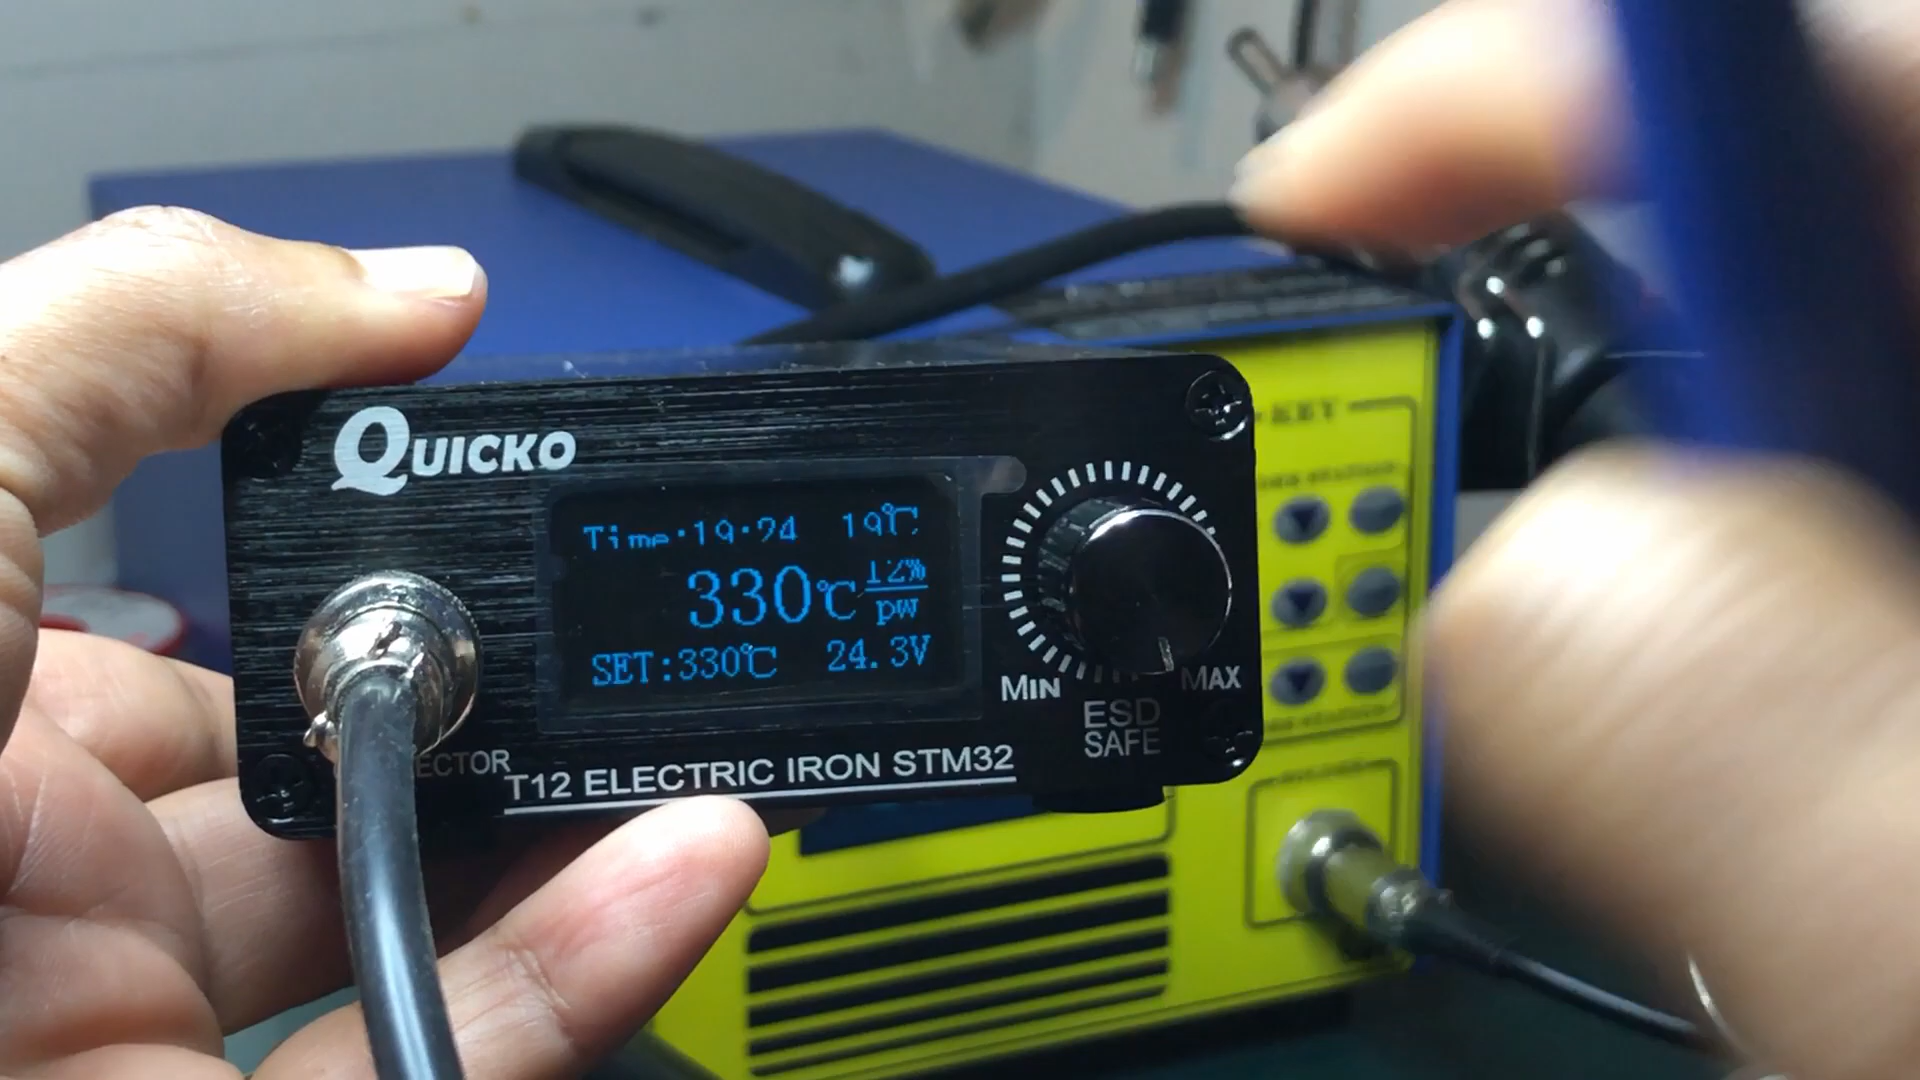 QUICKO
Time:19:24 19℃
330℃ 12%
pw
SET:330℃ 24.3V
MIN MAX
ESD
SAFE
T12 ELECTRIC IRON STM32
KEY